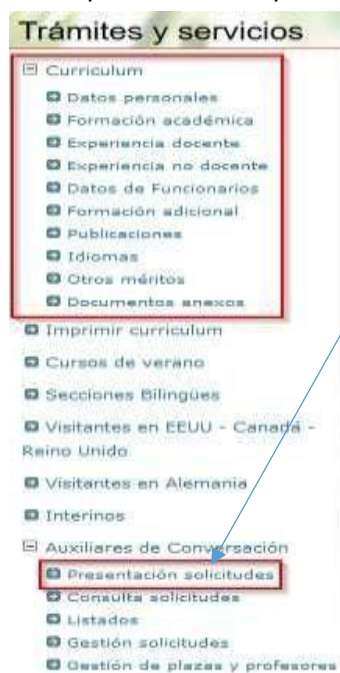 Trámites y servicios
Curriculum
Datos personales
Formación académica
Experiencia docente
Experiencia no docente
Datos de Funcionarios
Formación adicional
Publicaciones
Idiomas
Otros méritos
Documentos anexos
Imprimir curriculum
Cursos de verano
Secciones Bilingües
Visitantes en EEUU - Canadá -
Reino Unido
Visitantes en Alemania
Interinos
Auxiliares de Conversación
Presentación solicitudes
Consulta solicitudes
Listados
Gestión solicitudes
Gestión de plazas y profesores